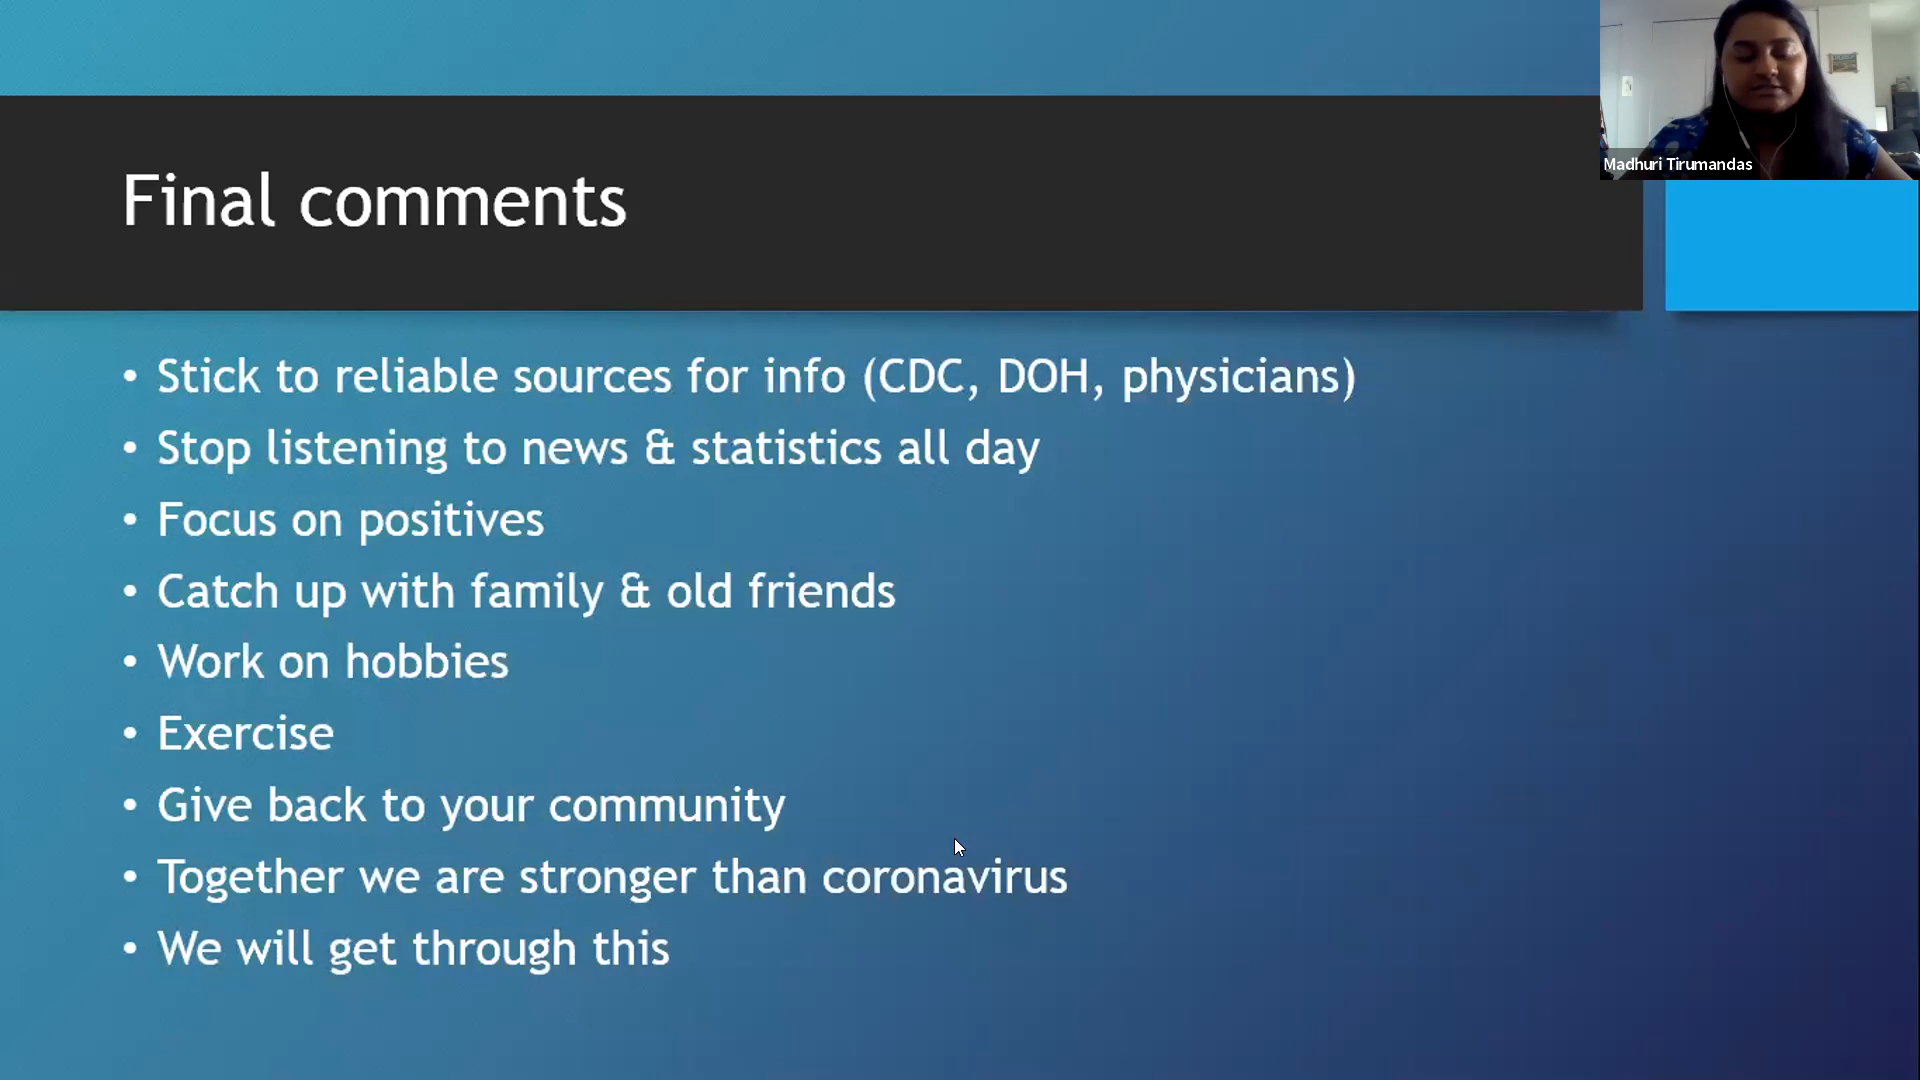 Madhuri Tirumandas
Final comments
• Stick to reliable sources for info (CDC, DOH, physicians)
• Stop listening to news & statistics all day
• Focus on positives
• Catch up with family & old friends
• Work on hobbies
• Exercise
• Give back to your community
• Together we are stronger than coronavirus
• We will get through this